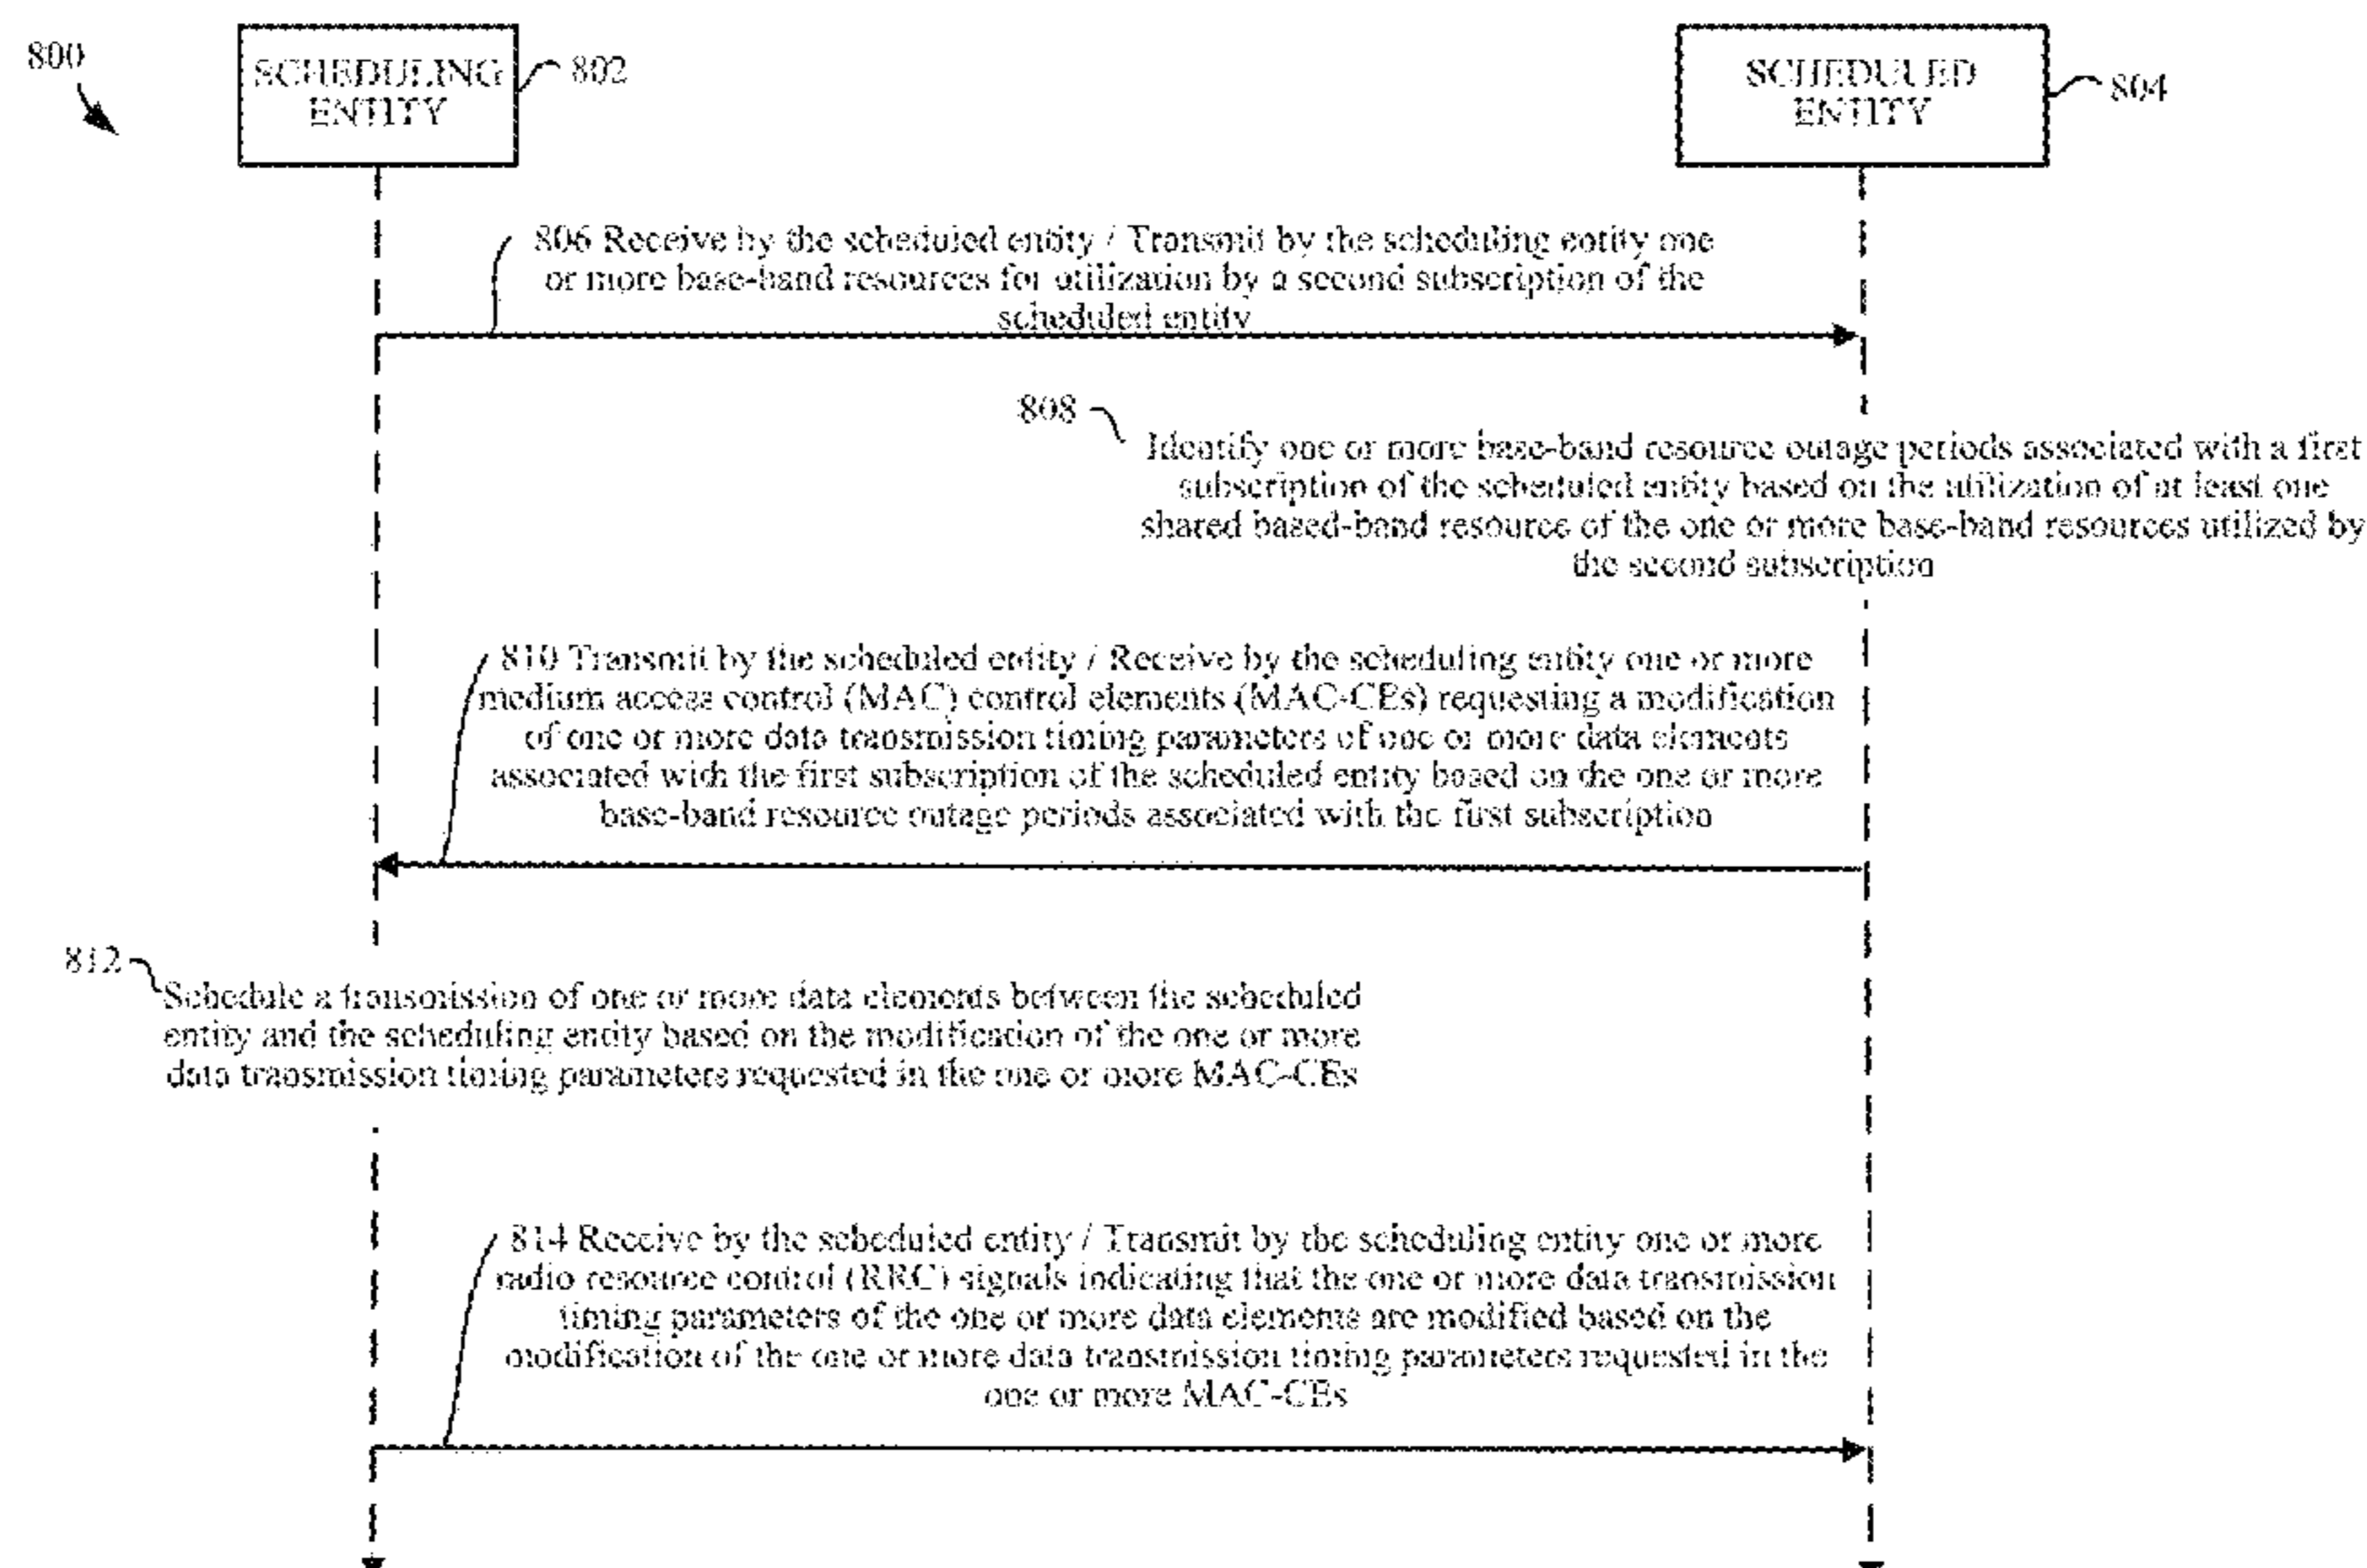 800
SCHEDULING
ENTITY
802
SCHEDULED
ENTITY
804
806 Receive by the scheduled entity / Transmit by the scheduling entity one
or more base-band resources for utilization by a second subscription of the
scheduled entity
808
Identify one or more base-band resource outage periods associated with a first
subscription of the scheduled entity based on the utilization of at least one
shared based-band resource of the one or more base-band resources utilized by
the second subscription
810 Transmit by the scheduled entity / Receive by the scheduling entity one or more
medium access control (MAC) control elements (MAC-CEs) requesting a modification
of one or more data transmission timing parameters of one or more data elements
associated with the first subscription of the scheduled entity based on the one or more
base-band resource outage periods associated with the first subscription
812
Schedule a transmission of one or more data elements between the scheduled
entity and the scheduling entity based on the modification of the one or more
data transmission timing parameters requested in the one or more MAC-CEs
814 Receive by the scheduled entity / Transmit by the scheduling entity one or more
radio resource control (RRC) signals indicating that the one or more data transmission
timing parameters of the one or more data elements are modified based on the
modification of the one or more data transmission timing parameters requested in the
one or more MAC-CEs